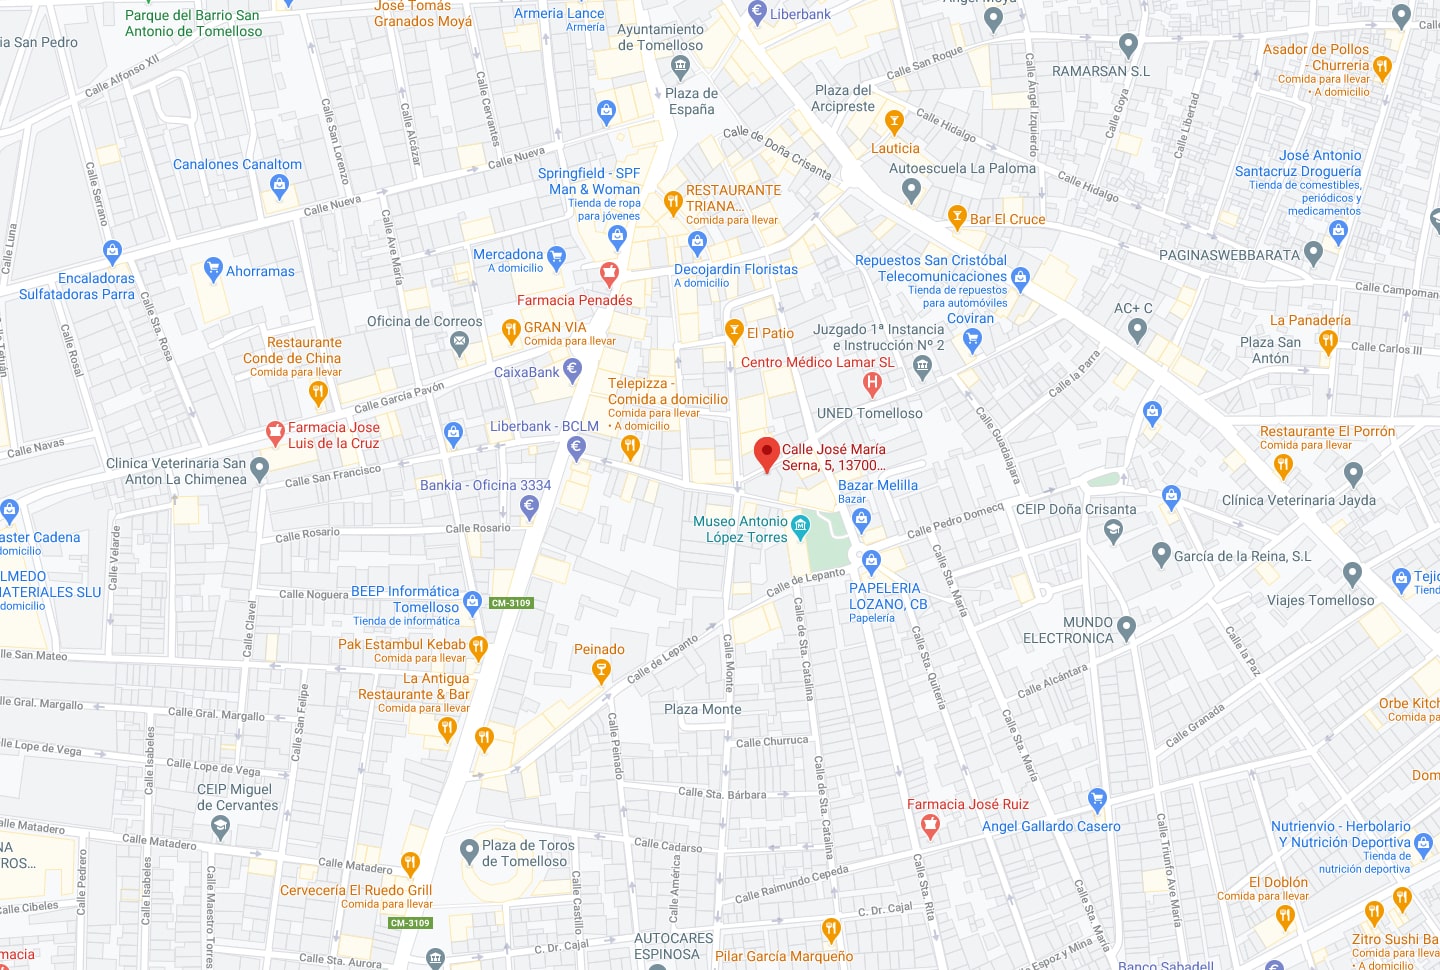 Parque del Barrio San
Antonio de Tomelloso
José Tomás
Granados Moyá
Armeria Lance
Armería
Liberbank
Ayuntamiento
de Tomelloso
Plaza de
España
Plaza del
Arcipreste
Calle San Roque
RAMARSAN S.L
Asador de Pollos
- Churreria
Comida para llevar
• A domicilio
ia San Pedro
Calle Alfonso XII
Calle Cervantes
Calle Alcázar
Calle San Lorenzo
Calle Serrano
Calle Ángel Izquierdo
Calle Goya
Calle Libertad
Calle Hidalgo
Calle Hidalgo
Lauticia
Calle de Doña Crisanta
Canalones Canaltom
Calle Nueva
Calle Nueva
Springfield - SPF
Man & Woman
Tienda de ropa
para jóvenes
RESTAURANTE
TRIANA...
Comida para llevar
Autoescuela La Paloma
Bar El Cruce
José Antonio
Santacruz Droguería
Tienda de comestibles,
periódicos y
medicamentos
Calle Luna
Calle Sta. Rosa
Calle Ave María
Encaladoras
Sulfatadoras Parra
Ahorramas
Mercadona
A domicilio
Farmacia Penadés
Decojardin Floristas
A domicilio
Repuestos San Cristóbal
Telecomunicaciones
Tienda de repuestos
para automóviles
PAGINASWEBBARATA
Calle Campoman
Coviran
AC+ C
Oficina de Correos
GRAN VIA
Comida para llevar
El Patio
Juzgado 1ª Instancia
e Instrucción Nº 2
La Panadería
Plaza San
Antón
Calle Carlos III
Calle Rosal
Restaurante
Conde de China
Comida para llevar
CaixaBank
Centro Médico Lamar SL
Calle la Parra
Calle García Pavón
Telepizza -
Comida a domicilio
Comida para llevar
• A domicilio
UNED Tomelloso
Farmacia Jose
Luis de la Cruz
Liberbank - BCLM
Calle Navas
Calle José María
Serna, 5, 13700...
Calle Guadalajara
Restaurante El Porrón
Comida para llevar
Clinica Veterinaria San
Anton La Chimenea
Calle San Francisco
Bankia - Oficina 3334
Bazar Melilla
Bazar
Clínica Veterinaria Jayda
CEIP Doña Crisanta
Calle Pedro Domecq
Museo Antonio
López Torres
Calle Rosario
Calle Rosario
aster Cadena
domicilio
Calle Velarde
García de la Reina, S.L
LMEDO
MATERIALES SLU
domicilio
Calle Noguera
BEEP Informática
Tomelloso
Tienda de informática
CM-3109
Calle de Lepanto
PAPELERIA
LOZANO, CB
Papelería
Calle Sta. María
Viajes Tomelloso
Tejid
Tiend
Calle Clavel
Calle de Sta. Catalina
MUNDO
ELECTRONICA
Pak Estambul Kebab
Comida para llevar
Peinado
Calle de Lepanto
Calle Monte
Calle Sta. Quiteria
Calle la Paz
lle San Mateo
La Antigua
Restaurante & Bar
Comida para llevar
Plaza Monte
Calle Alcántara
Calle Granada
Orbe Kitch
Comida pa
Calle Gral. Margallo
Calle Gral. Margallo
Calle San Felipe
Calle Peinado
Calle Churruca
Calle Sta. María
Calle Lope de Vega
Calle Lope de Vega
Calle Isabeles
CEIP Miguel
de Cervantes
Calle Sta. Bárbara
Calle de Sta. Catalina
Farmacia José Ruiz
Angel Gallardo Casero
Dom
Calle Matadero
Calle Matadero
Calle Matadero
Plaza de Toros
de Tomelloso
Calle Cadarso
Nutrienvio - Herbolario
Y Nutrición Deportiva
Tienda de
nutrición deportiva
NA
TROS...
Calle Pedrero
Calle Isabeles
Calle Maestro Torres
Cervecería El Ruedo Grill
Comida para llevar
Calle América
Calle Raimundo Cepeda
Calle Sta. Rita
Calle Triunfo Ave María
El Doblón
Comida para llevar
Calle Cibeles
CM-3109
Calle Castillo
C. Dr. Cajal
C. Dr. Cajal
AUTOCARES
ESPINOSA
Pilar García Marqueño
Calle Sta. Aurora
Calle Espoz y Mina
Banco Sabadell
Zitro Sushi Ba
Comida para lleva
• A domicilio
rmacia